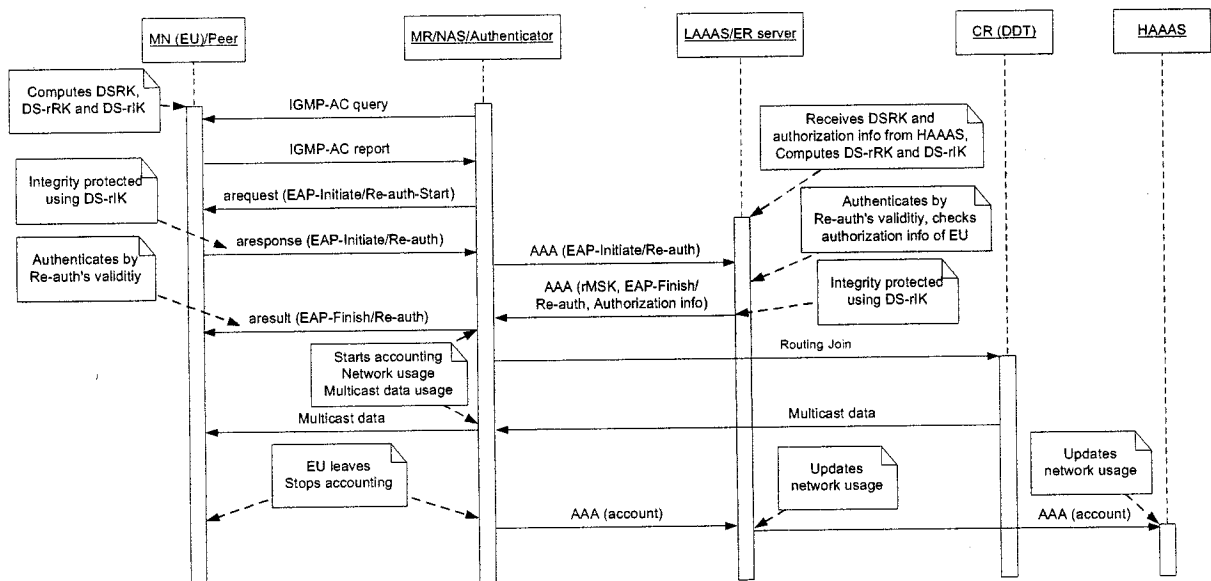 MN (EU)/Peer
MR/NAS/Authenticator
LAAAS/ER server
CR (DDT)
HAAAS
Computes DSRK,
DS-rRK and DS-rIK
IGMP-AC query
Receives DSRK and
authorization info from HAAAS,
Computes DS-rRK and DS-rIK
IGMP-AC report
Integrity protected
using DS-rIK
arequest (EAP-Initiate/Re-auth-Start)
Authenticates by
Re-auth's validitiy, checks
authorization info of EU
aresponse (EAP-Initiate/Re-auth)
AAA (EAP-Initiate/Re-auth)
Authenticates by
Re-auth's validitiy
AAA (rMSK, EAP-Finish/
Re-auth, Authorization info)
Integrity protected
using DS-rIK
aresult (EAP-Finish/Re-auth)
Routing Join
Starts accounting
Network usage
Multicast data usage
Multicast data
Multicast data
EU leaves
Stops accounting
Updates
network usage
Updates
network usage
AAA (account)
AAA (account)